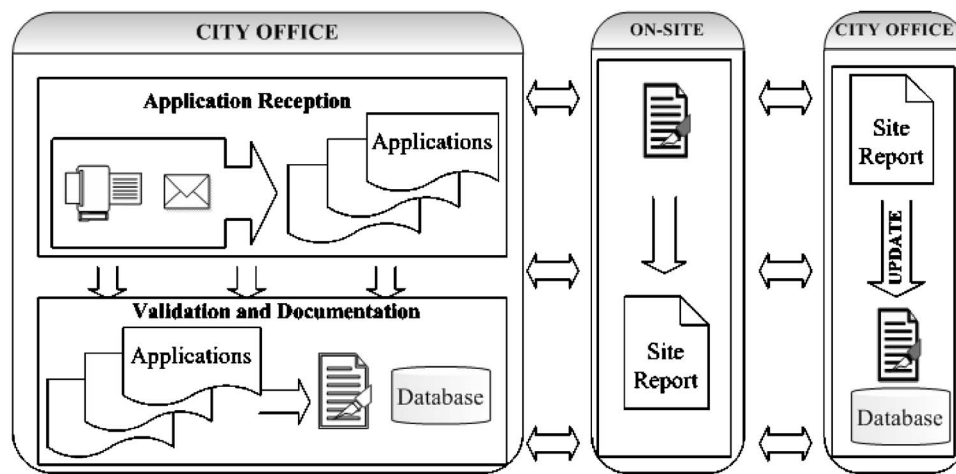 CITY OFFICE
Application Reception
Applications
Validation and Documentation
Applications
Database
ON-SITE
Site
Report
CITY OFFICE
Site
Report
UPDATE
Database